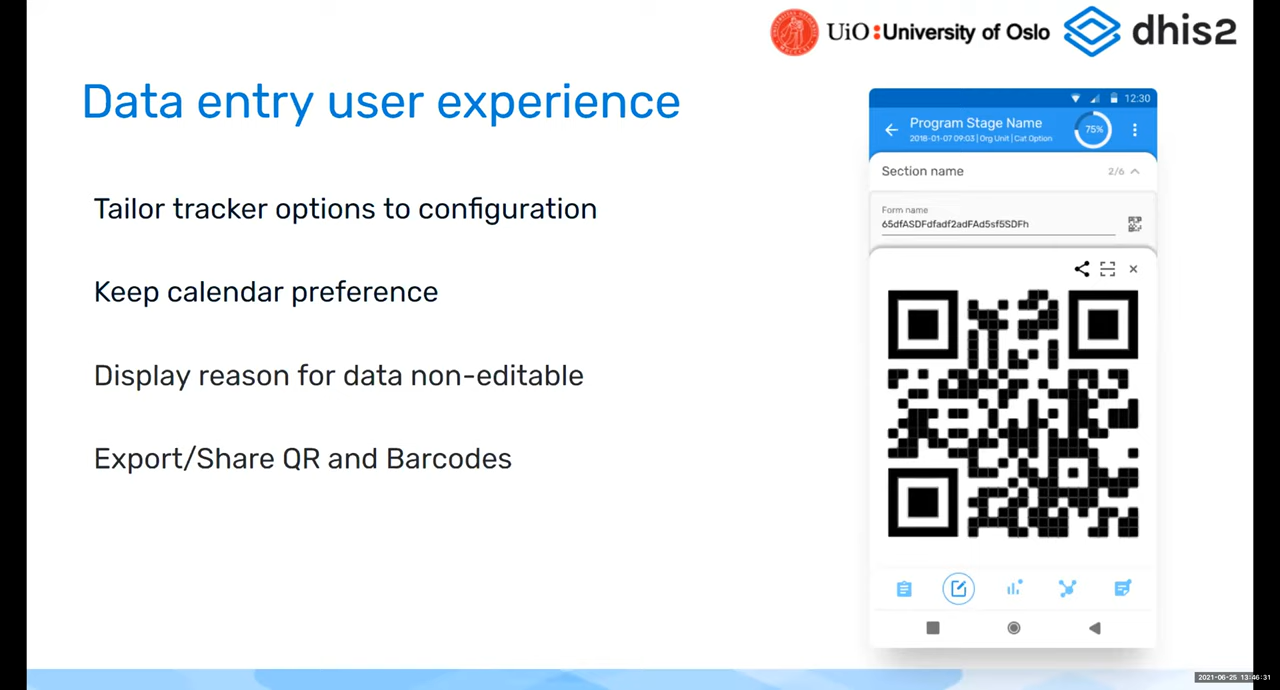 UiO:University of Oslo
dhis2
Data entry user experience
Tailor tracker options to configuration
Keep calendar preference
Display reason for data non-editable
Export/Share QR and Barcodes
12:30
Program Stage Name
75%
2018-01-07 09:03 | Org Unit | Cat Option
Section name
2/6
Form name
65dfASDFdfadf2adFAd5sf5SDFh
2021-06-25 13:46:31